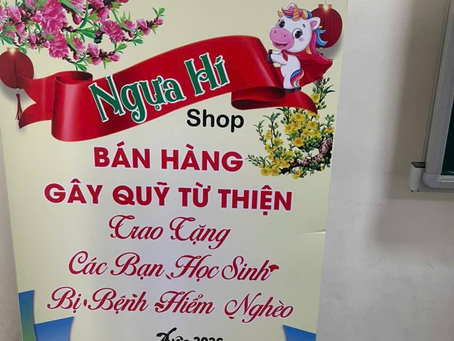 Ngựa Hí
Shop
BÁN HÀNG
GÂY QUỸ TỪ THIỆN
Trao Tặng
Các Bạn Học Sinh
Bị Bệnh Hiểm Nghèo